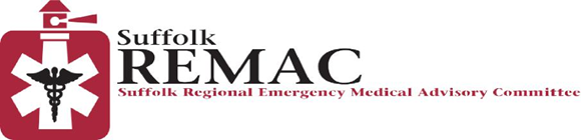 Suffolk
REMAC
Suffolk Regional Emergency Medical Advisory Committee